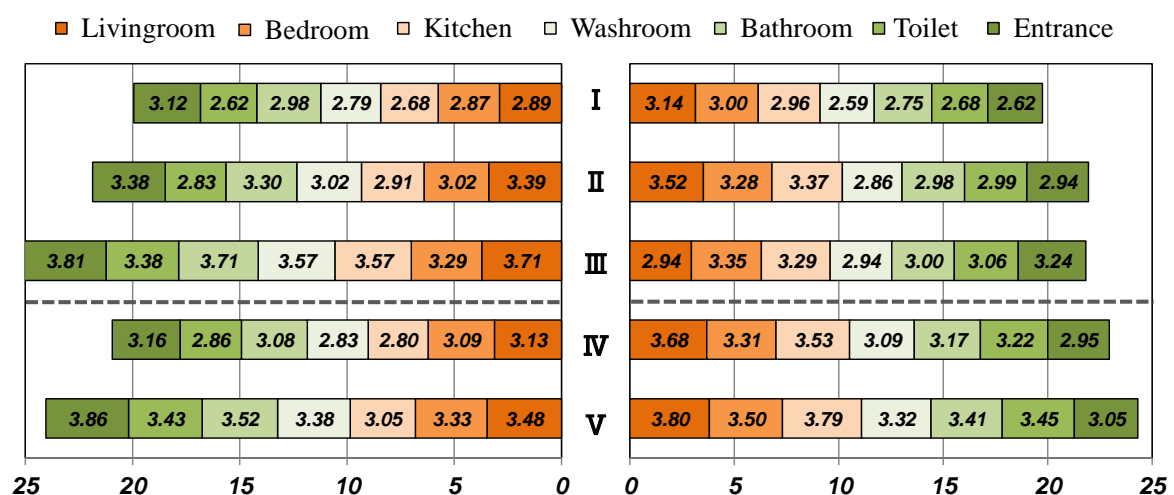 Livingroom Bedroom Kitchen Washroom Bathroom Toilet Entrance
3.12 2.62 2.98 2.79 2.68 2.87 2.89 I 3.14 3.00 2.96 2.59 2.75 2.68 2.62
3.38 2.83 3.30 3.02 2.91 3.02 3.39 II 3.52 3.28 3.37 2.86 2.98 2.99 2.94
3.81 3.38 3.71 3.57 3.57 3.29 3.71 III 2.94 3.35 3.29 2.94 3.00 3.06 3.24
3.16 2.86 3.08 2.83 2.80 3.09 3.13 IV 3.68 3.31 3.53 3.09 3.17 3.22 2.95
3.86 3.43 3.52 3.38 3.05 3.33 3.48 V 3.80 3.50 3.79 3.32 3.41 3.45 3.05
25 20 15 10 5 0 0 5 10 15 20 25